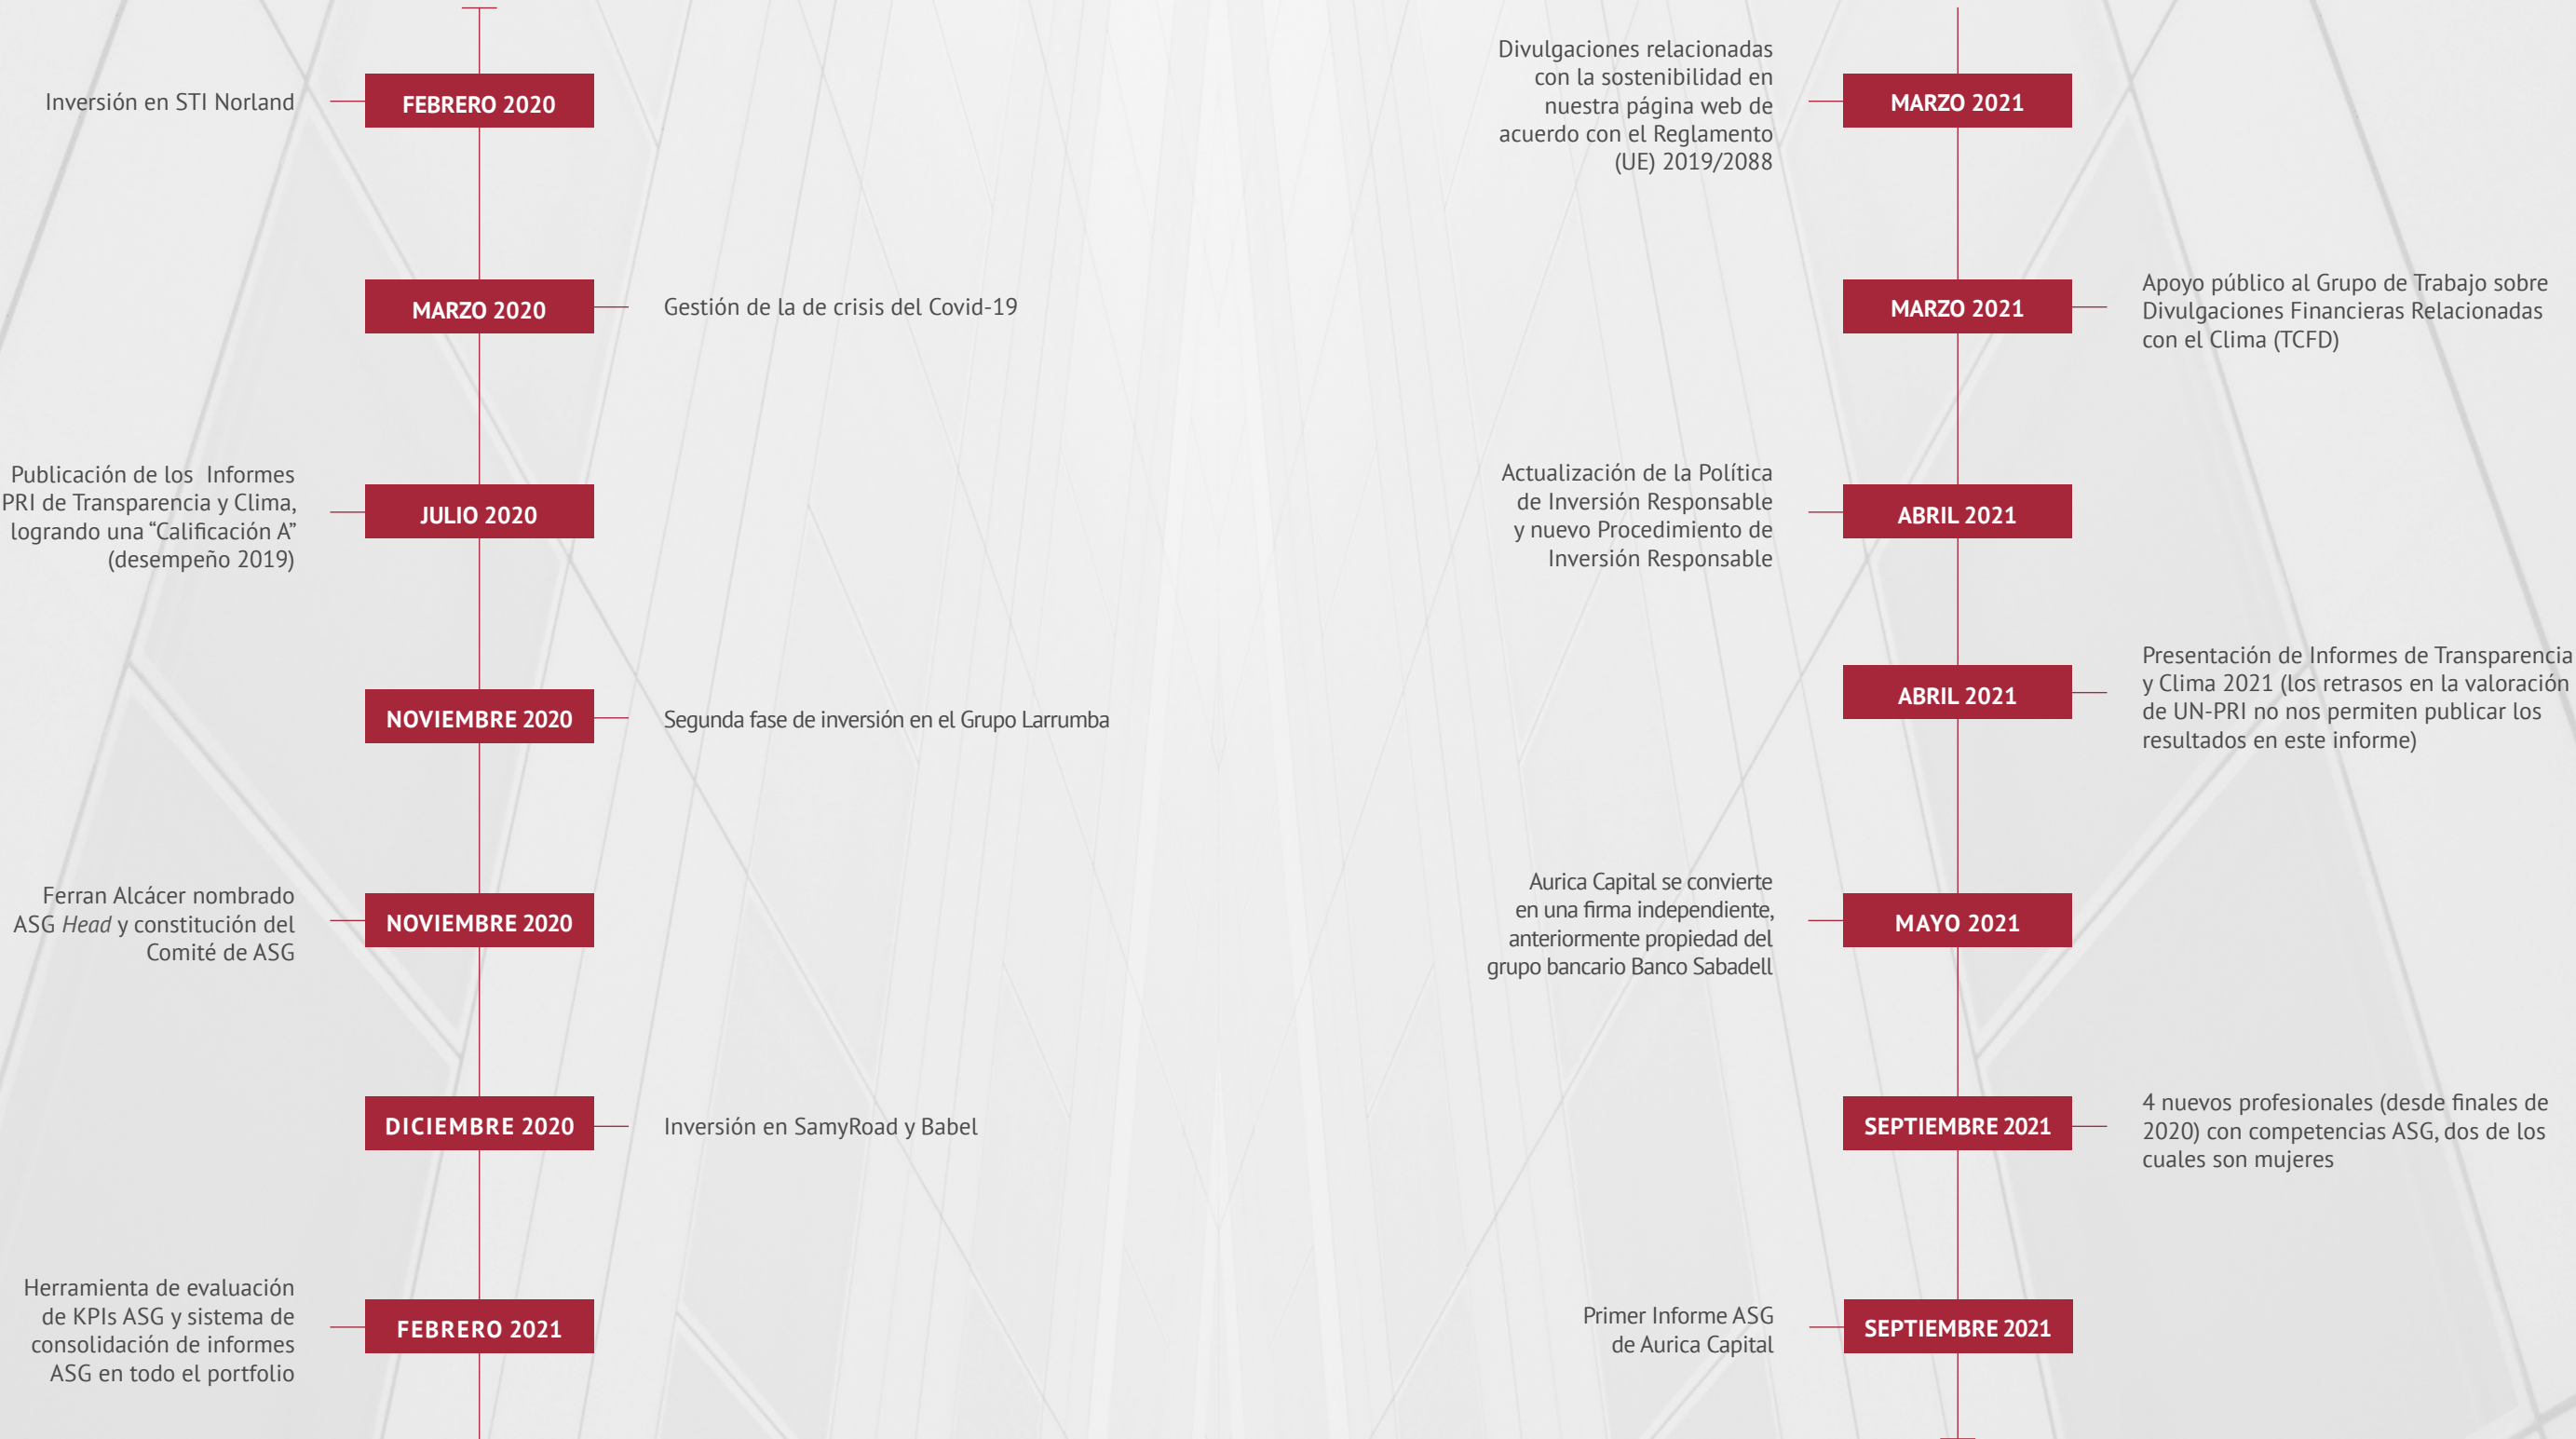 Inversión en STI Norland
FEBRERO 2020
MARZO 2020
Gestión de la de crisis del Covid-19
Publicación de los Informes
PRI de Transparencia y Clima,
logrando una “Calificación A”
(desempeño 2019)
JULIO 2020
NOVIEMBRE 2020
Segunda fase de inversión en el Grupo Larrumba
Ferran Alcácer nombrado
ASG Head y constitución del
Comité de ASG
NOVIEMBRE 2020
DICIEMBRE 2020
Inversión en SamyRoad y Babel
Herramienta de evaluación
de KPIs ASG y sistema de
consolidación de informes
ASG en todo el portfolio
FEBRERO 2021
Divulgaciones relacionadas
con la sostenibilidad en
nuestra página web de
acuerdo con el Reglamento
(UE) 2019/2088
MARZO 2021
MARZO 2021
Apoyo público al Grupo de Trabajo sobre
Divulgaciones Financieras Relacionadas
con el Clima (TCFD)
Actualización de la Política
de Inversión Responsable
y nuevo Procedimiento de
Inversión Responsable
ABRIL 2021
ABRIL 2021
Presentación de Informes de Transparencia
y Clima 2021 (los retrasos en la valoración
de UN-PRI no nos permiten publicar los
resultados en este informe)
Aurica Capital se convierte
en una firma independiente,
anteriormente propiedad del
grupo bancario Banco Sabadell
MAYO 2021
SEPTIEMBRE 2021
4 nuevos profesionales (desde finales de
2020) con competencias ASG, dos de los
cuales son mujeres
Primer Informe ASG
de Aurica Capital
SEPTIEMBRE 2021